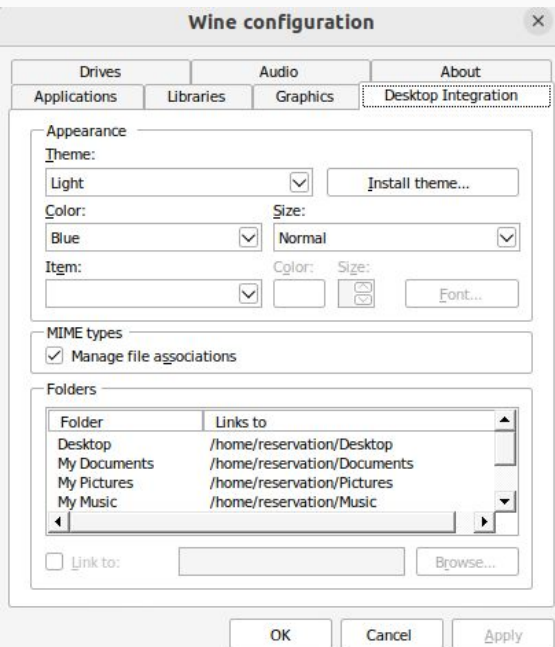 Wine configuration
Drives Audio About
Applications Libraries Graphics Desktop Integration
Appearance
Theme:
Light Install theme...
Color: Size:
Blue Normal
Item: Color: Size:
Font...
MIME types
Manage file associations
Folders
Folder Links to
Desktop /home/reservation/Desktop
My Documents /home/reservation/Documents
My Pictures /home/reservation/Pictures
My Music /home/reservation/Music
Link to: Browse...
OK Cancel Apply